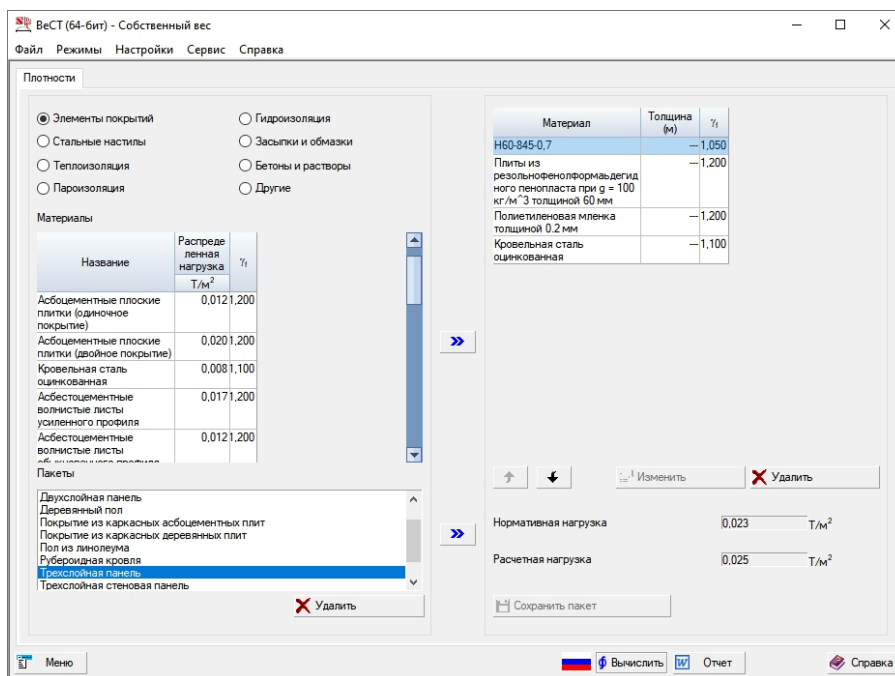 ВеСТ (64-бит) - Собственный вес
Файл Режимы Настройки Сервис Справка
Плотности
Элементы покрытий
Гидроизоляция
Стальные настилы
Засыпки и обмазки
Теплоизоляция
Бетоны и растворы
Пароизоляция
Другие
Материалы
Название
Распреде
ленная
нагрузка
γf
Т/м²
Асбоцементные плоские
плитки (одиночное
покрытие)
0,012 1,200
Асбоцементные плоские
плитки (двойное покрытие)
0,020 1,200
Кровельная сталь
оцинкованная
0,008 1,100
Асбестоцементные
волнистые листы
усиленного профиля
0,017 1,200
Асбестоцементные
волнистые листы
обыкновенного профиля
0,012 1,200
Пакеты
Двухслойная панель
Деревянный пол
Покрытие из каркасных асбоцементных плит
Покрытие из каркасных деревянных плит
Пол из линолеума
Рубероидная кровля
Трехслойная панель
Трехслойная стеновая панель
Удалить
Материал
Толщина
(м)
γf
Н60-845-0,7 --- 1,050
Плиты из
резольнофенолформаьдегид
ного пенопласта при g = 100
кг/м^3 толщиной 60 мм
--- 1,200
Полиетиленовая мленка
толщиной 0.2 мм
--- 1,200
Кровельная сталь
оцинкованная
--- 1,100
Изменить
Удалить
Нормативная нагрузка 0,023 Т/м²
Расчетная нагрузка 0,025 Т/м²
Сохранить пакет
Меню
Вычислить
Отчет
Справка